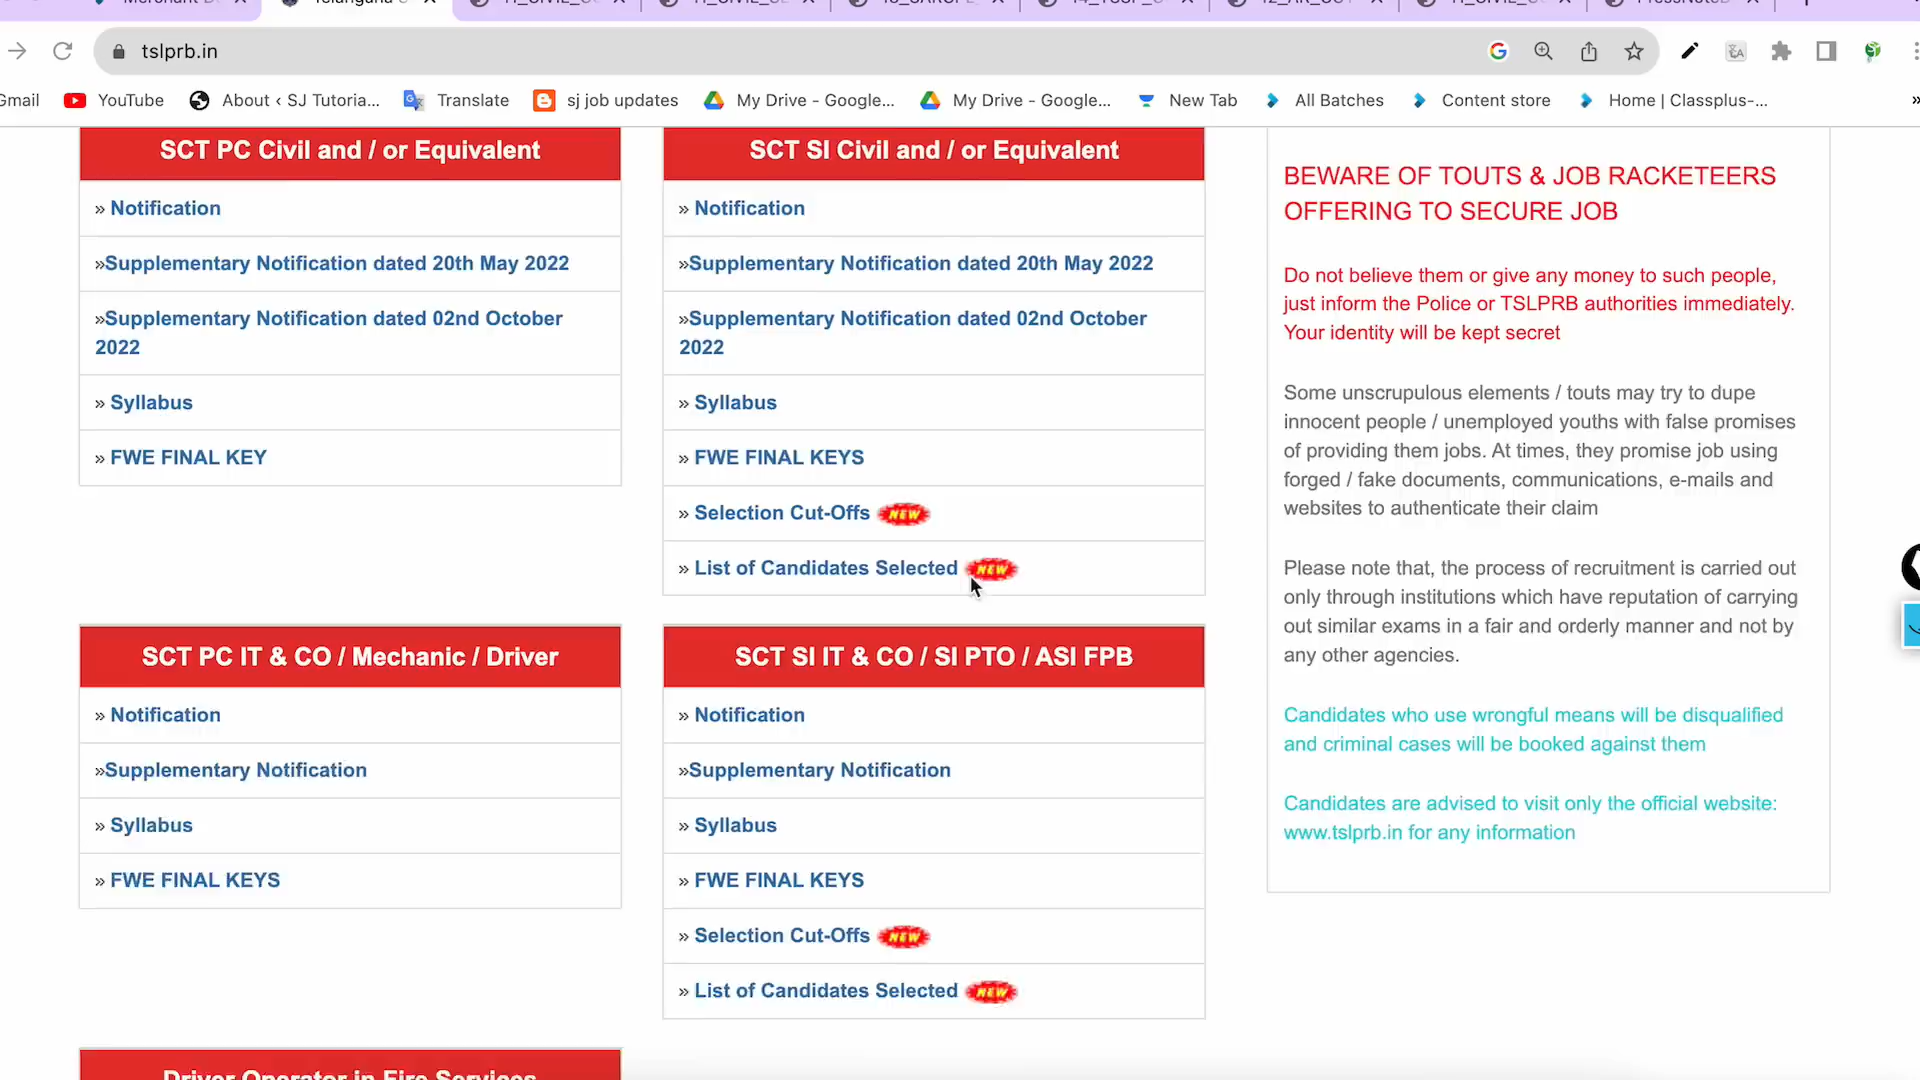 tslprb.in
Gmail
YouTube
About ‹ SJ Tutoria...
Translate
sj job updates
My Drive - Google...
My Drive - Google...
New Tab
All Batches
Content store
Home | Classplus-...
»
SCT PC Civil and / or Equivalent
» Notification
»Supplementary Notification dated 20th May 2022
»Supplementary Notification dated 02nd October
2022
» Syllabus
» FWE FINAL KEY
SCT SI Civil and / or Equivalent
» Notification
»Supplementary Notification dated 20th May 2022
»Supplementary Notification dated 02nd October
2022
» Syllabus
» FWE FINAL KEYS
» Selection Cut-Offs NEW
» List of Candidates Selected NEW
SCT PC IT & CO / Mechanic / Driver
» Notification
»Supplementary Notification
» Syllabus
» FWE FINAL KEYS
SCT SI IT & CO / SI PTO / ASI FPB
» Notification
»Supplementary Notification
» Syllabus
» FWE FINAL KEYS
» Selection Cut-Offs NEW
» List of Candidates Selected NEW
Driver Operator in Fire Services
BEWARE OF TOUTS & JOB RACKETEERS
OFFERING TO SECURE JOB
Do not believe them or give any money to such people,
just inform the Police or TSLPRB authorities immediately.
Your identity will be kept secret
Some unscrupulous elements / touts may try to dupe
innocent people / unemployed youths with false promises
of providing them jobs. At times, they promise job using
forged / fake documents, communications, e-mails and
websites to authenticate their claim
Please note that, the process of recruitment is carried out
only through institutions which have reputation of carrying
out similar exams in a fair and orderly manner and not by
any other agencies.
Candidates who use wrongful means will be disqualified
and criminal cases will be booked against them
Candidates are advised to visit only the official website:
www.tslprb.in for any information